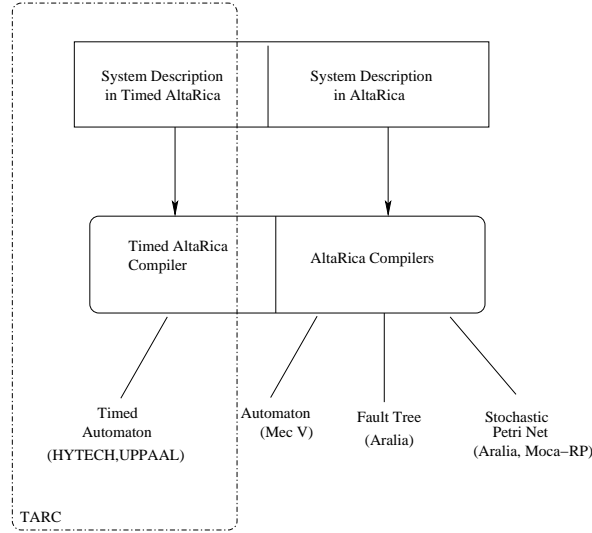 System Description
in Timed AltaRica
System Description
in AltaRica
Timed AltaRica
Compiler
AltaRica Compilers
Timed
Automaton
(HYTECH,UPPAAL)
Automaton
(Mec V)
Fault Tree
(Aralia)
Stochastic
Petri Net
(Aralia, Moca−RP)
TARC